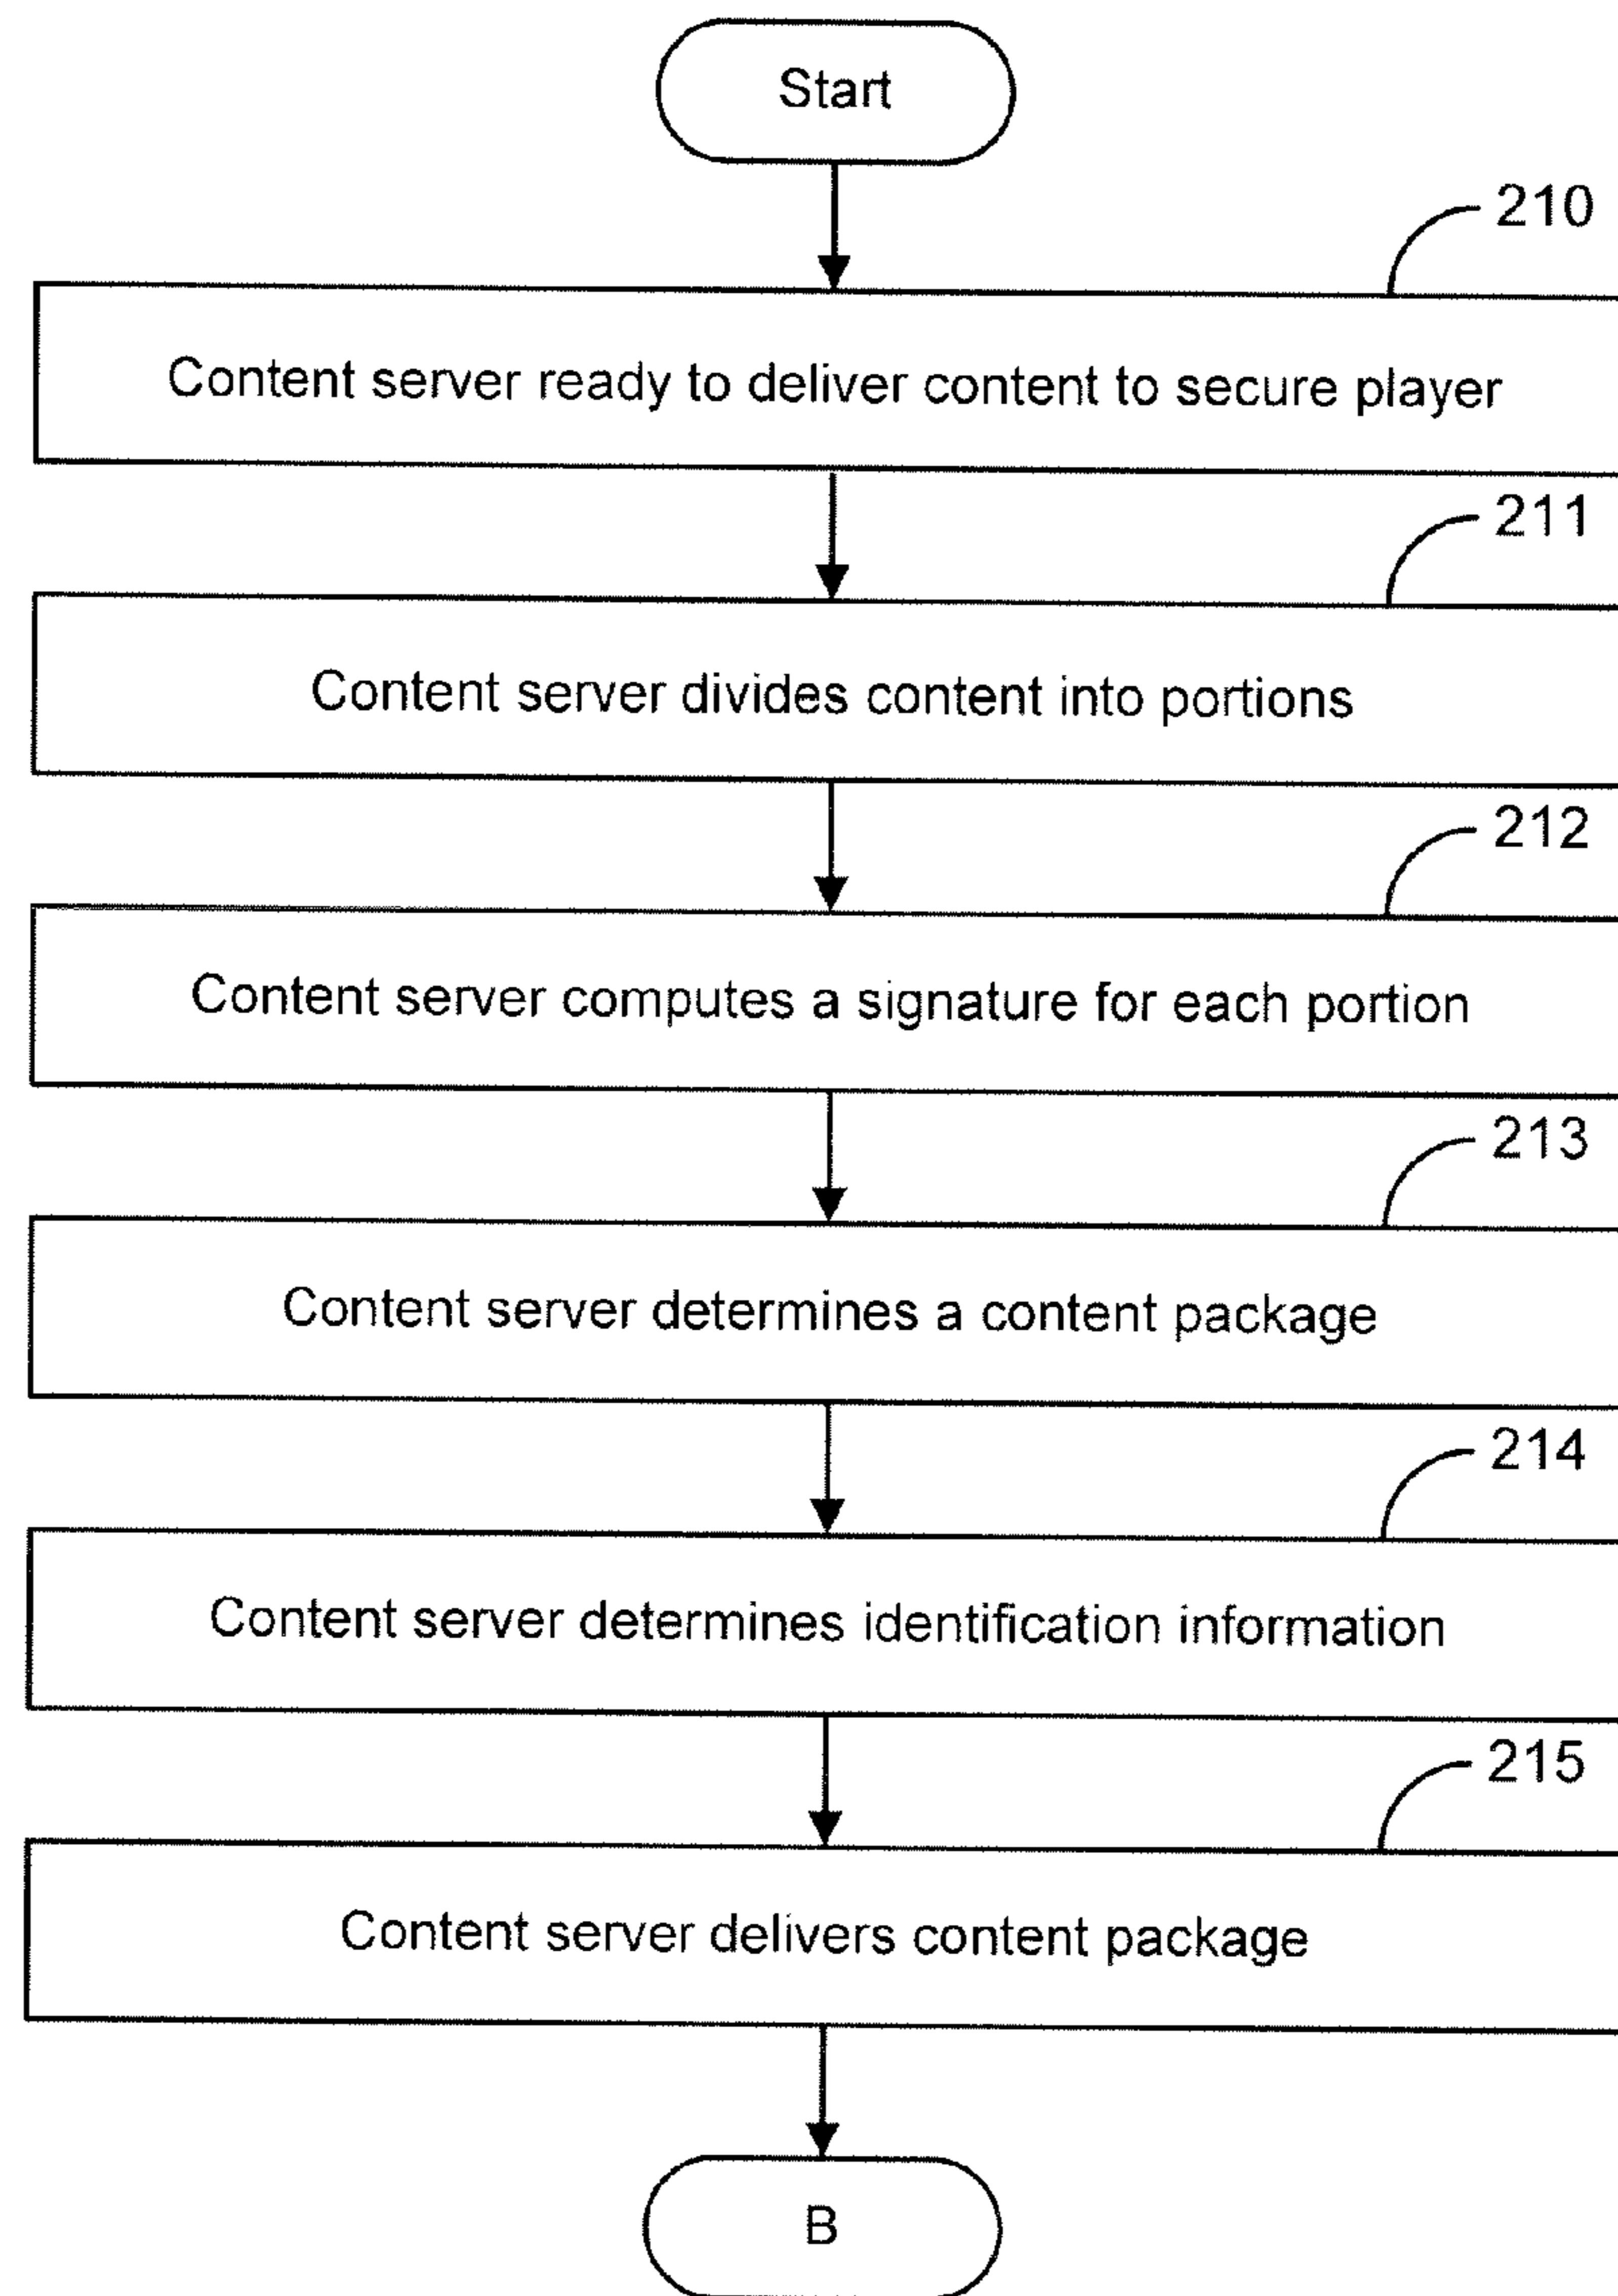 Start
210
Content server ready to deliver content to secure player
211
Content server divides content into portions
212
Content server computes a signature for each portion
213
Content server determines a content package
214
Content server determines identification information
215
Content server delivers content package
B